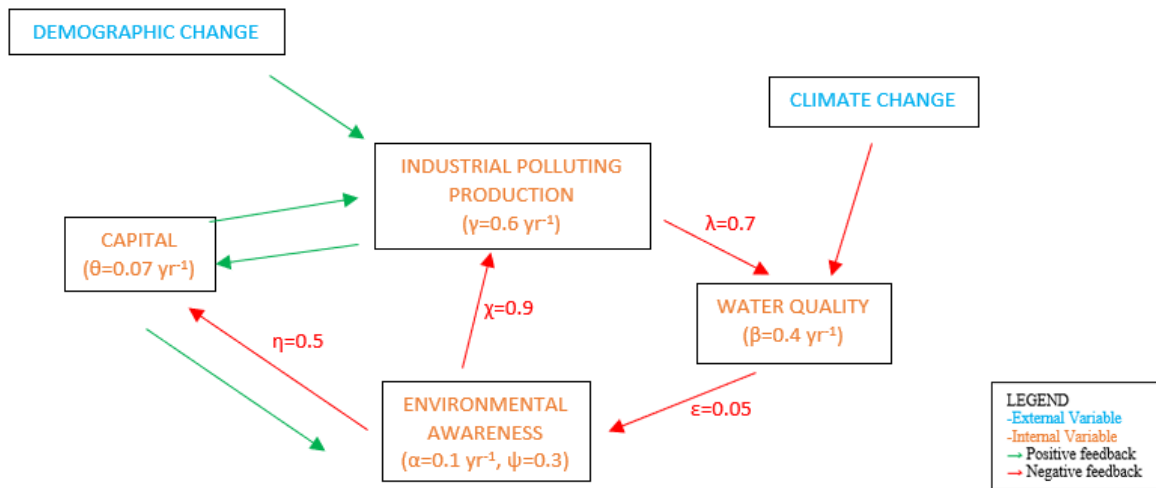 DEMOGRAPHIC CHANGE
CLIMATE CHANGE
INDUSTRIAL POLLUTING
PRODUCTION
(γ=0.6 yr⁻¹)
λ=0.7
CAPITAL
(θ=0.07 yr⁻¹)
WATER QUALITY
(β=0.4 yr⁻¹)
χ=0.9
η=0.5
ENVIRONMENTAL
AWARENESS
(α=0.1 yr⁻¹, ψ=0.3)
ε=0.05
LEGEND
-External Variable
-Internal Variable
→ Positive feedback
→ Negative feedback